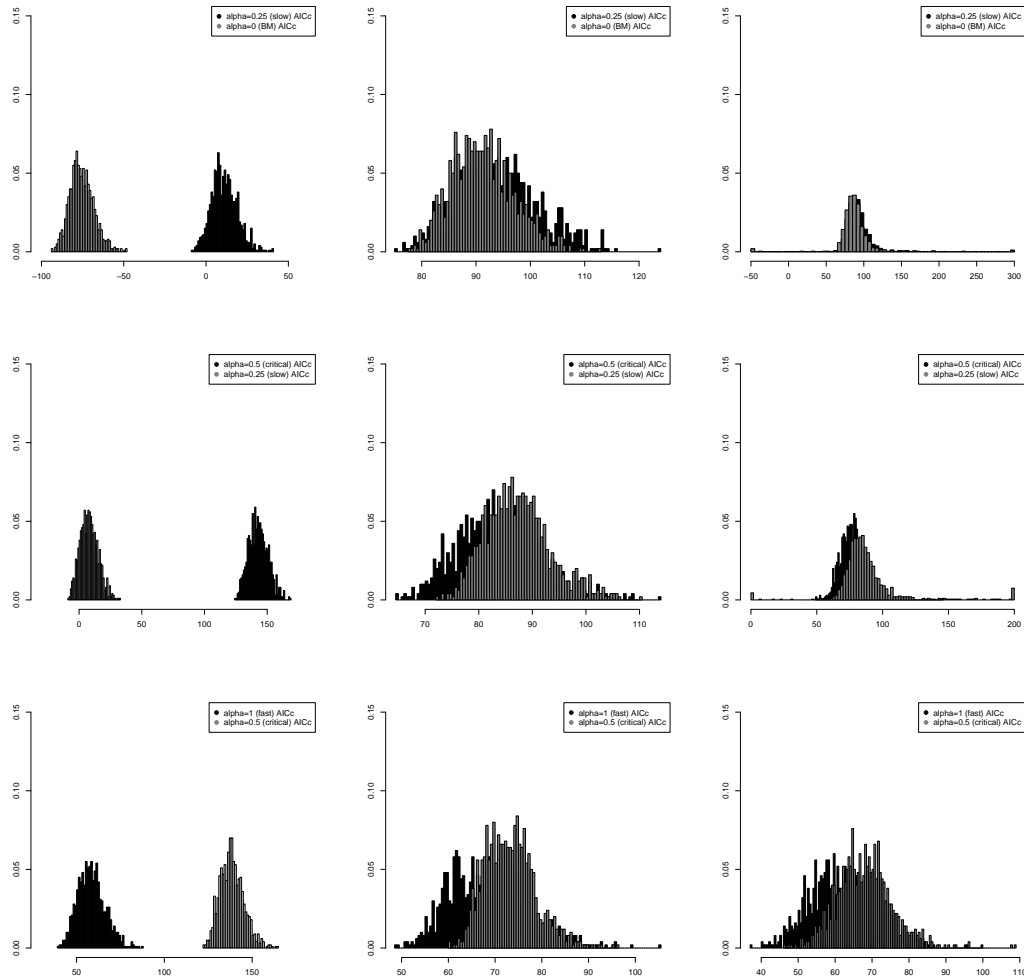 alpha=0.25 (slow) AICc
alpha=0 (BM) AICc
0.00 0.05 0.10 0.15
−100 −50 0 50
alpha=0.25 (slow) AICc
alpha=0 (BM) AICc
0.00 0.05 0.10 0.15
80 90 100 110 120
alpha=0.25 (slow) AICc
alpha=0 (BM) AICc
0.00 0.05 0.10 0.15
−50 0 50 100 150 200 250 300
alpha=0.5 (critical) AICc
alpha=0.25 (slow) AICc
0.00 0.05 0.10 0.15
0 50 100 150
alpha=0.5 (critical) AICc
alpha=0.25 (slow) AICc
0.00 0.05 0.10 0.15
70 80 90 100 110
alpha=0.5 (critical) AICc
alpha=0.25 (slow) AICc
0.00 0.05 0.10 0.15
0 50 100 150 200
alpha=1 (fast) AICc
alpha=0.5 (critical) AICc
0.00 0.05 0.10 0.15
50 100 150
alpha=1 (fast) AICc
alpha=0.5 (critical) AICc
0.00 0.05 0.10 0.15
50 60 70 80 90 100
alpha=1 (fast) AICc
alpha=0.5 (critical) AICc
0.00 0.05 0.10 0.15
40 50 60 70 80 90 100